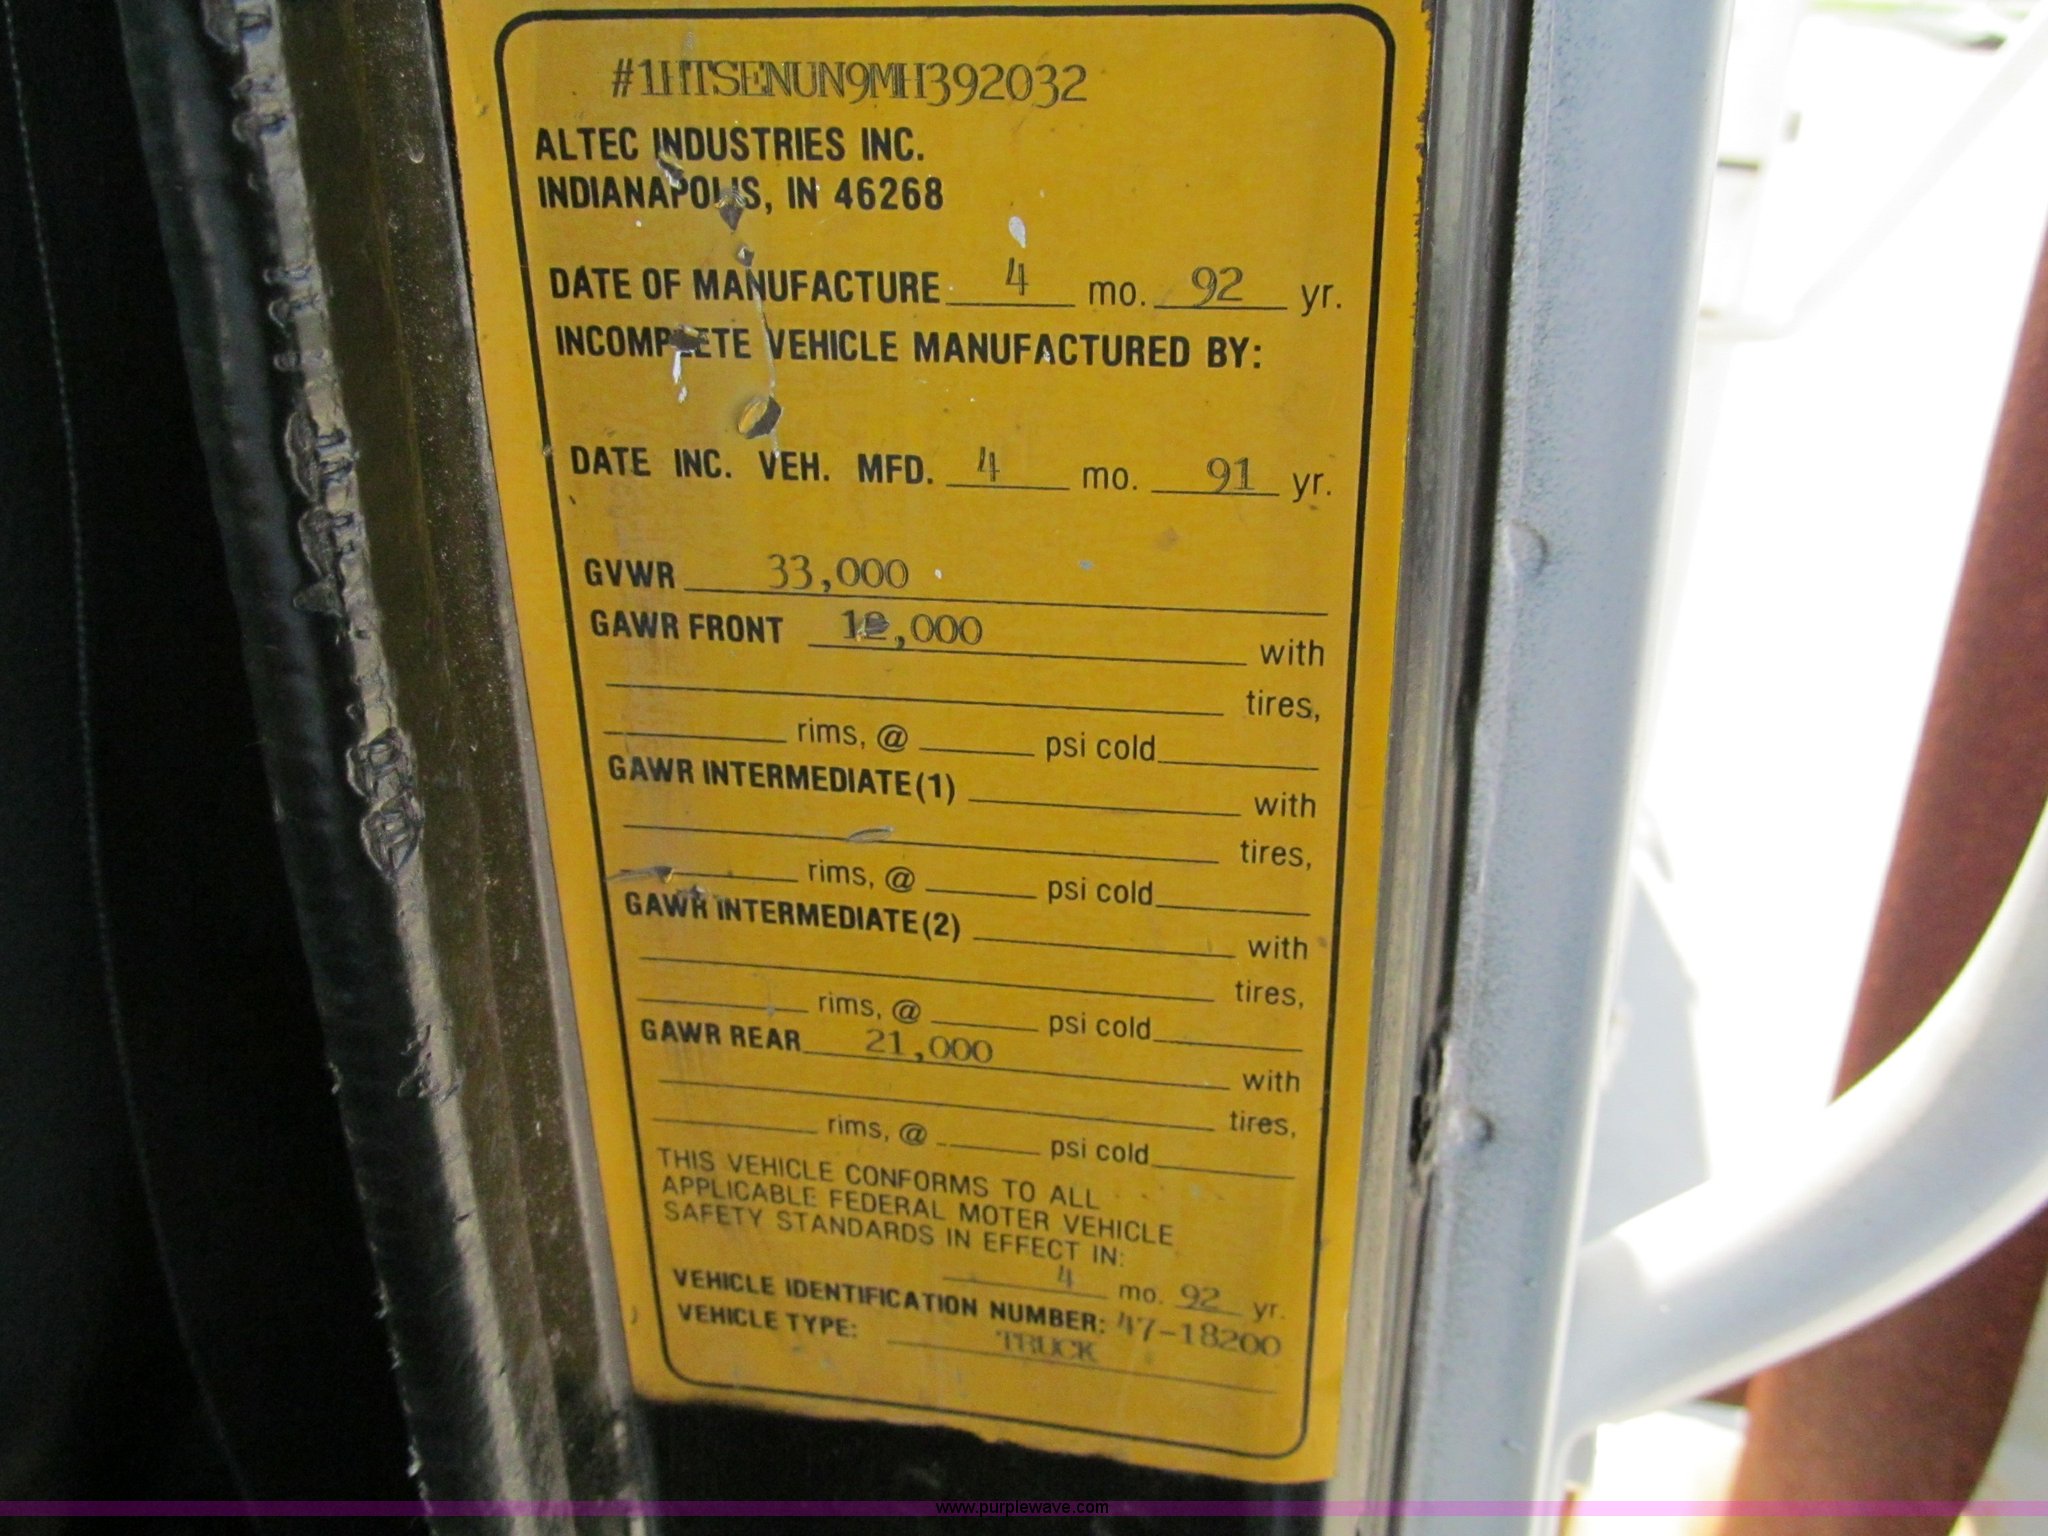 #1HTSENUN9MH392032
ALTEC INDUSTRIES INC.
INDIANAPOLIS, IN 46268
DATE OF MANUFACTURE 4 mo. 92 yr.
INCOMPLETE VEHICLE MANUFACTURED BY:
DATE INC. VEH. MFD. 4 mo. 91 yr.
GVWR 33,000
GAWR FRONT 12,000 with
tires,
rims, @ psi cold
GAWR INTERMEDIATE (1) with
tires,
rims, @ psi cold
GAWR INTERMEDIATE (2) with
tires,
rims, @ psi cold
GAWR REAR 21,000 with
tires,
rims, @ psi cold
THIS VEHICLE CONFORMS TO ALL
APPLICABLE FEDERAL MOTER VEHICLE
SAFETY STANDARDS IN EFFECT IN:
4 mo. 92 yr.
VEHICLE IDENTIFICATION NUMBER: 47-18200
VEHICLE TYPE: TRUCK
www.purplewave.com